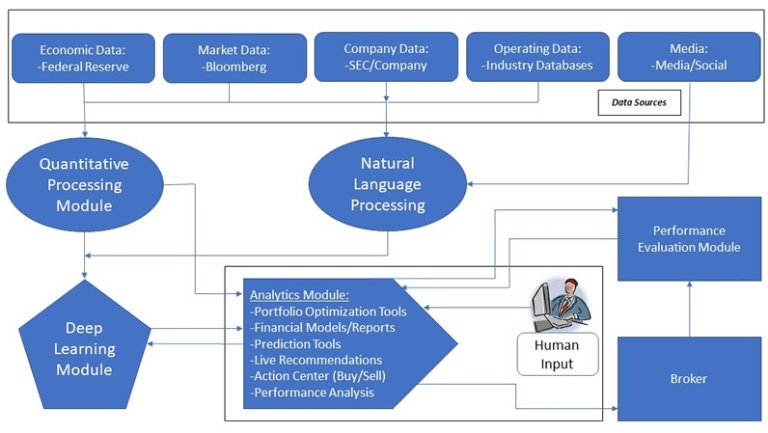 Economic Data:
-Federal Reserve
Market Data:
-Bloomberg
Company Data:
-SEC/Company
Operating Data:
-Industry Databases
Media:
-Media/Social
Data Sources
Quantitative
Processing
Module
Natural
Language
Processing
Performance
Evaluation Module
Deep
Learning
Module
Analytics Module:
-Portfolio Optimization Tools
-Financial Models/Reports
-Prediction Tools
-Live Recommendations
-Action Center (Buy/Sell)
-Performance Analysis
Human
Input
Broker